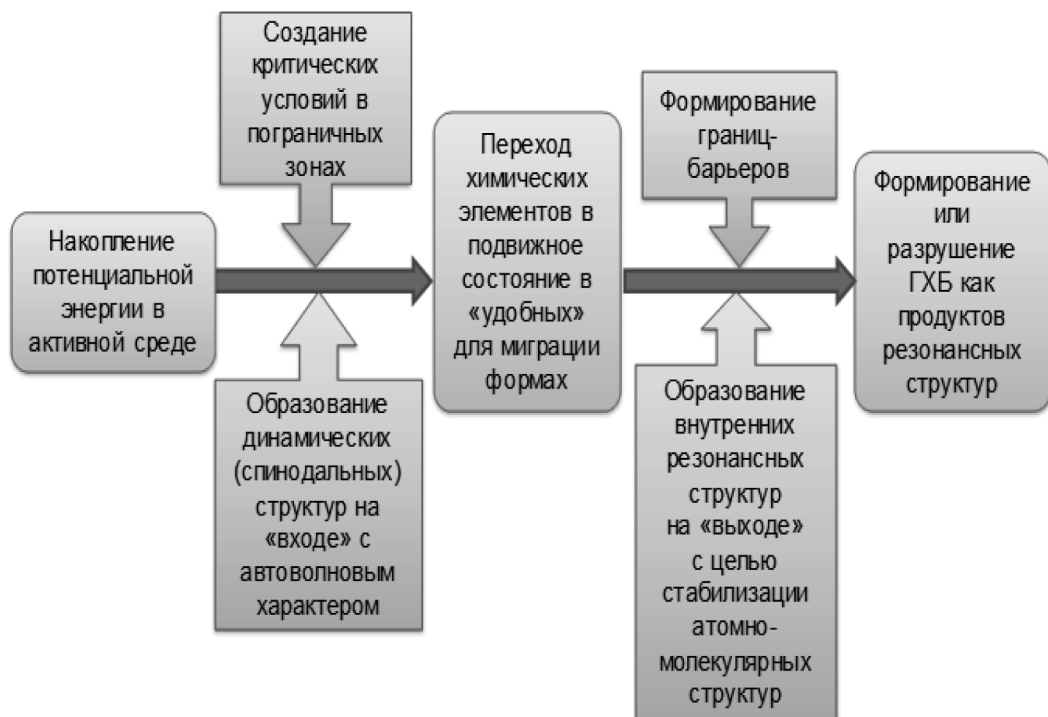 Накопление
потенциальной
энергии в
активной среде
Создание
критических
условий в
пограничных
зонах
Образование
динамических
(спинодальных)
структур на
«входе» с
автоволновым
характером
Переход
химических
элементов в
подвижное
состояние в
«удобных»
для миграции
формах
Формирование
границ-
барьеров
Образование
внутренних
резонансных
структур
на «выходе»
с целью
стабилизации
атомно-
молекулярных
структур
Формирование
или
разрушение
ГХБ как
продуктов
резонансных
структур